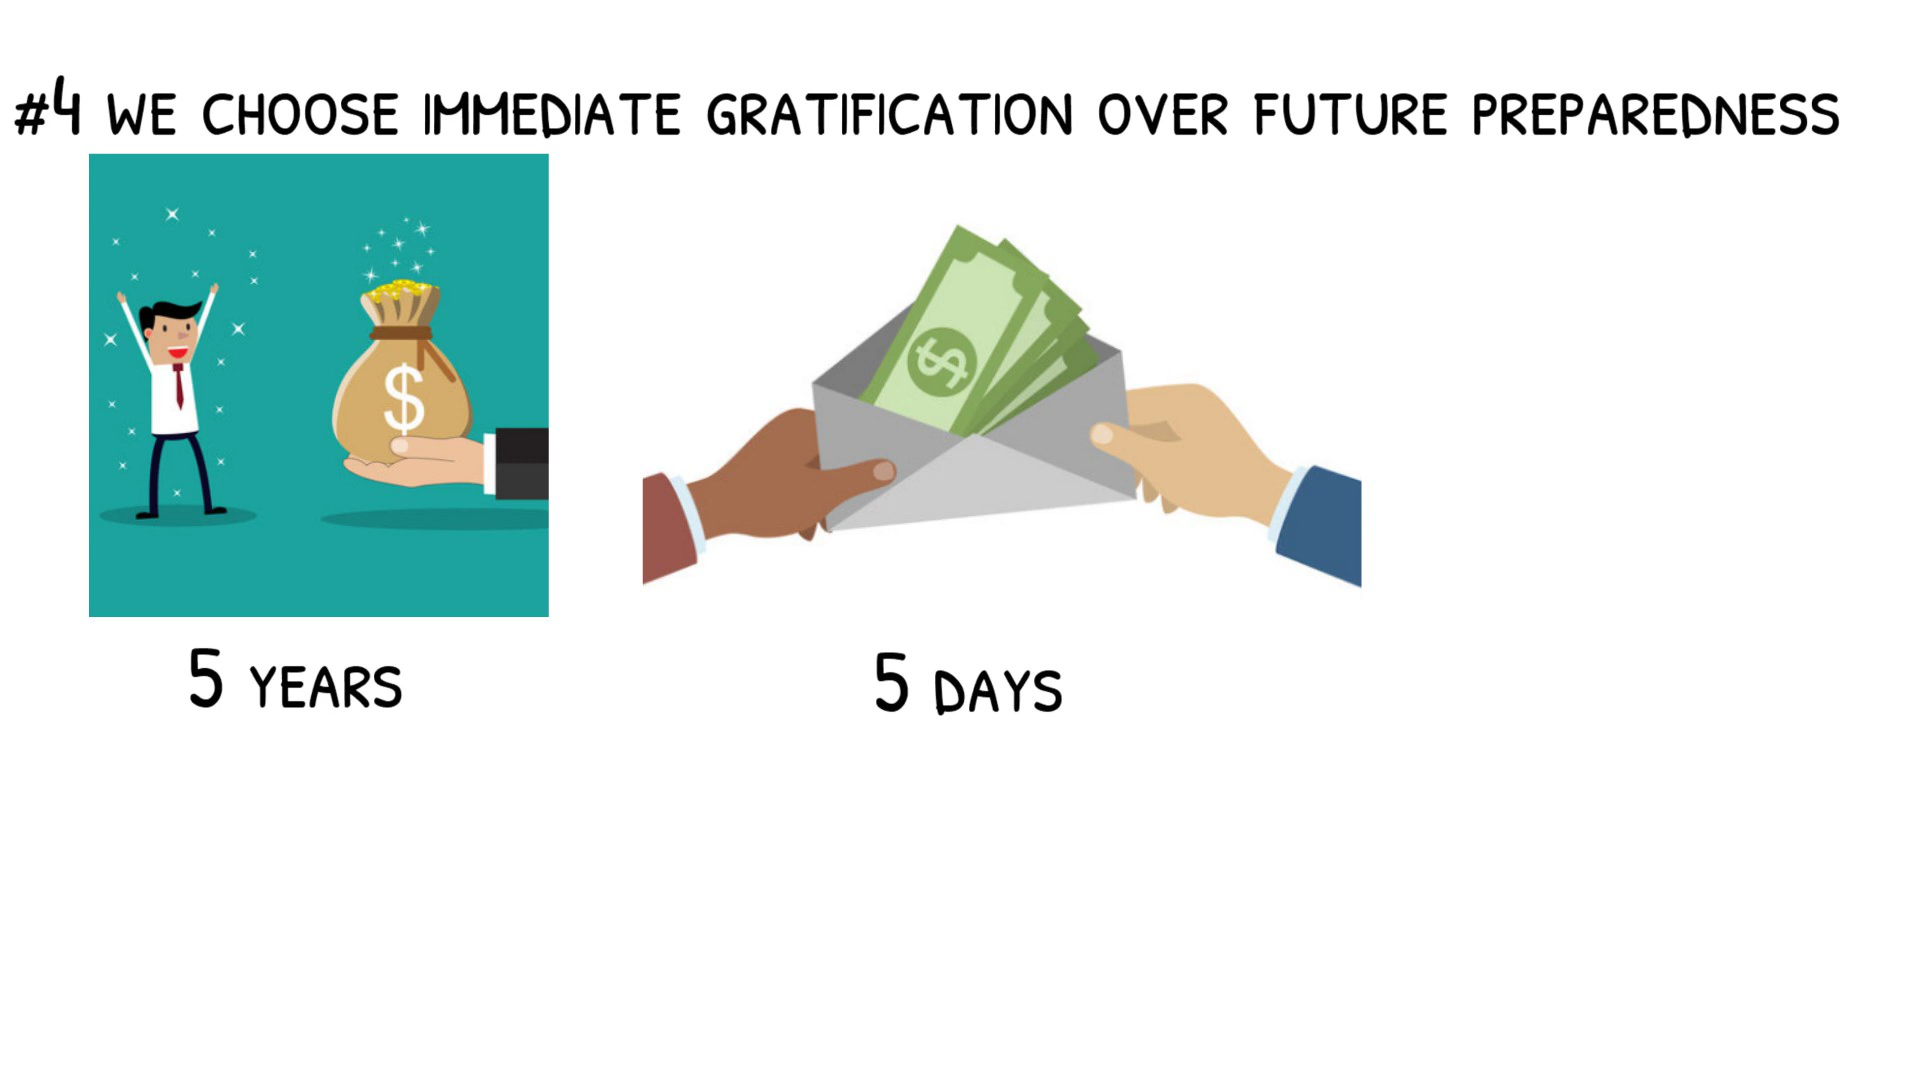 #4 WE CHOOSE IMMEDIATE GRATIFICATION OVER FUTURE PREPAREDNESS
$
$
5 YEARS
5 DAYS